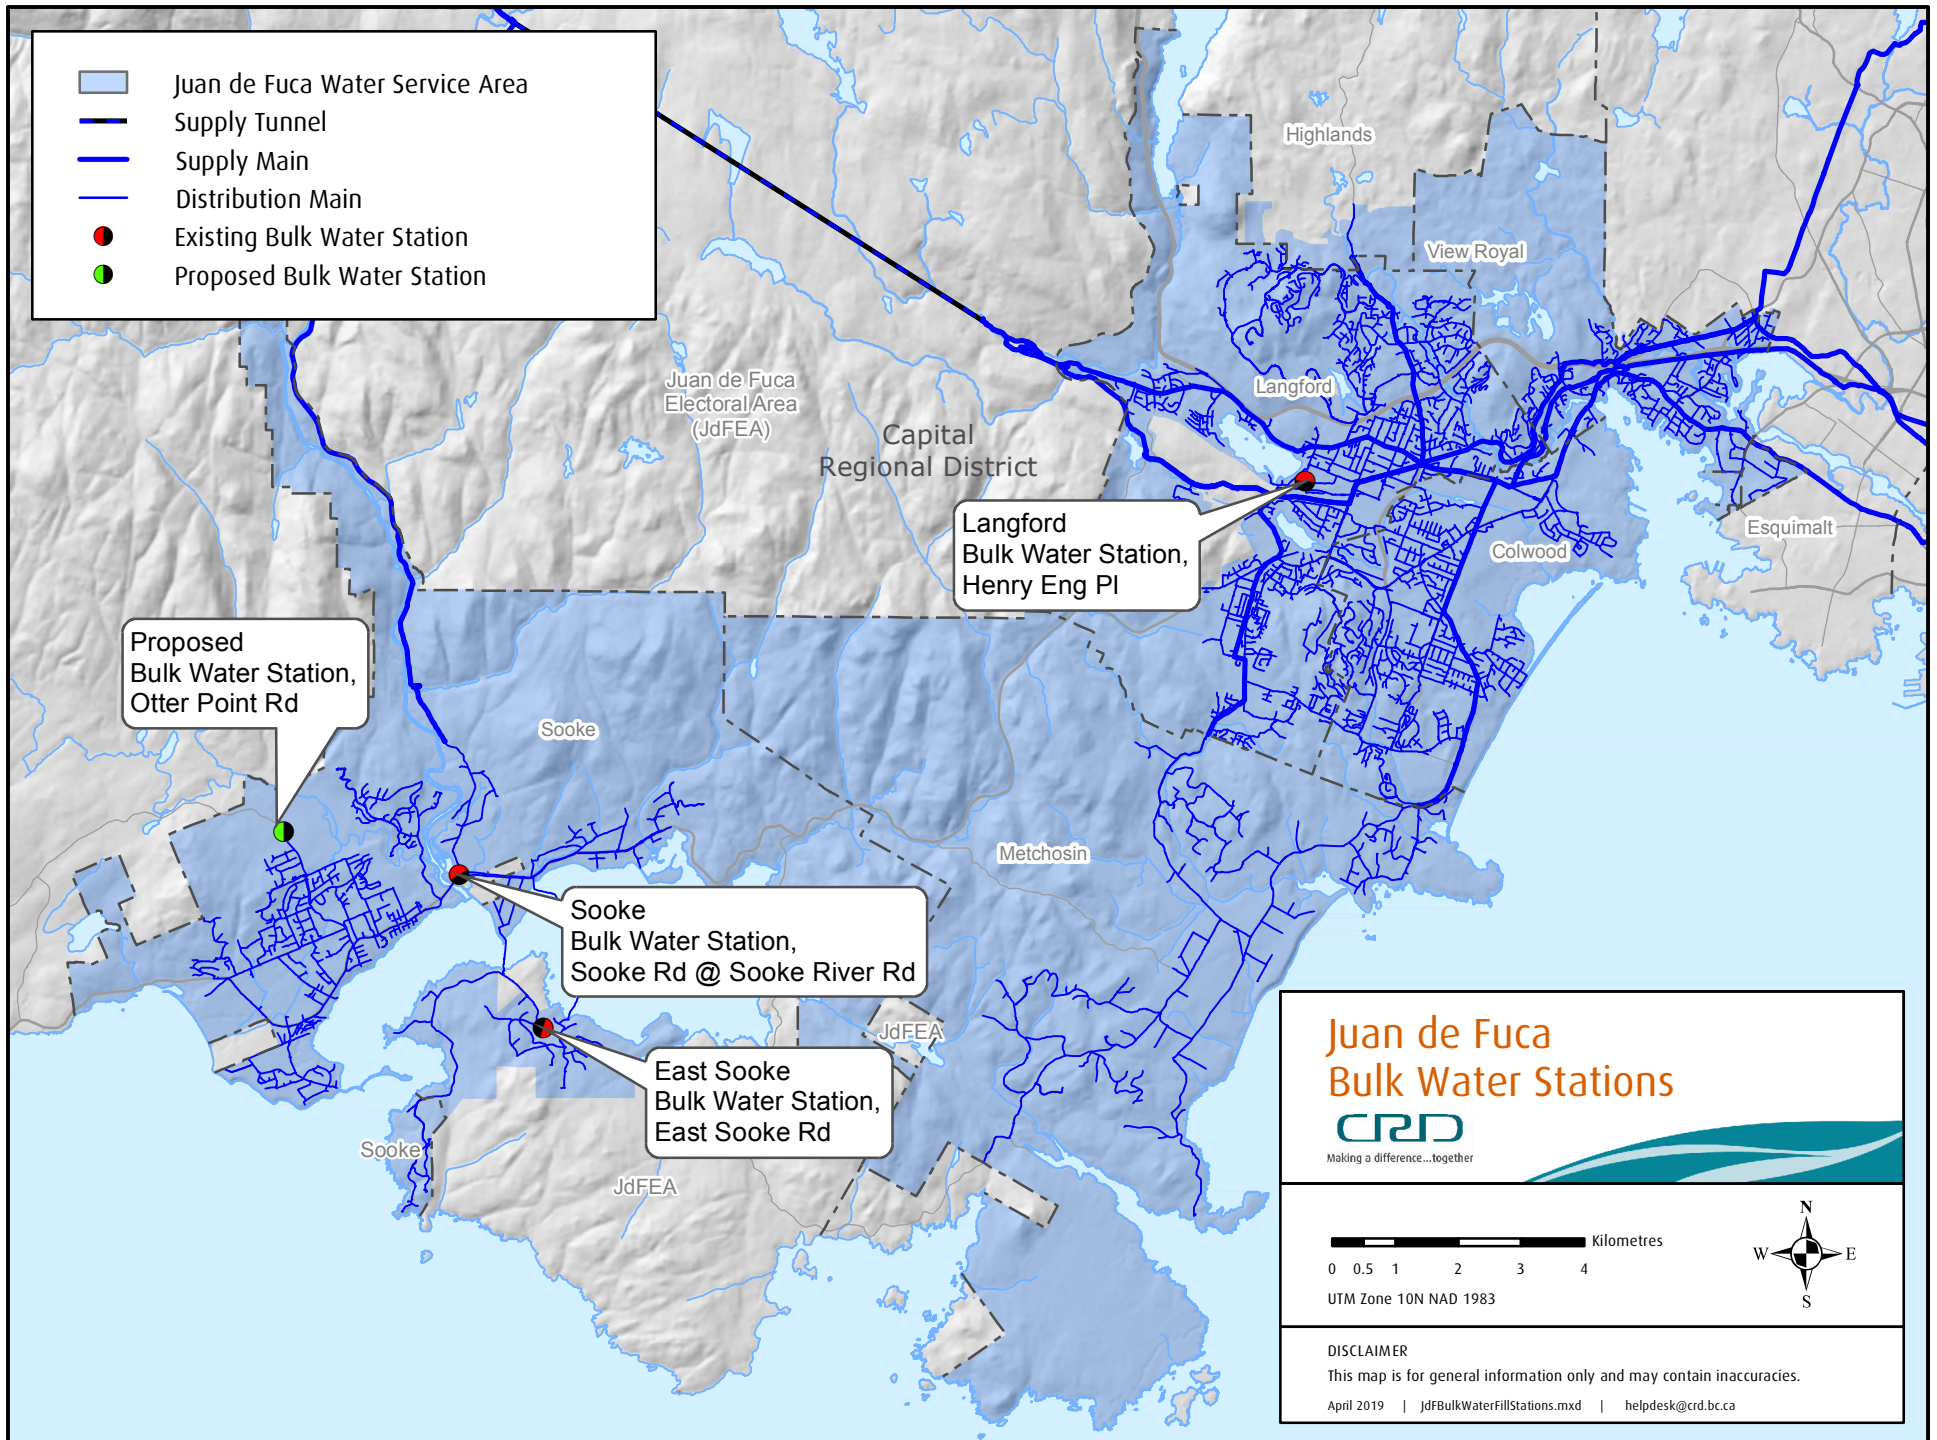 Juan de Fuca Water Service Area
Supply Tunnel
Supply Main
Distribution Main
Existing Bulk Water Station
Proposed Bulk Water Station
Highlands
View Royal
Juan de Fuca
Electoral Area
(JdFEA)
Langford
Capital
Regional District
Langford
Bulk Water Station,
Henry Eng Pl
Esquimalt
Colwood
Proposed
Bulk Water Station,
Otter Point Rd
Sooke
Metchosin
Sooke
Bulk Water Station,
Sooke Rd @ Sooke River Rd
JdFEA
East Sooke
Bulk Water Station,
East Sooke Rd
Sooke
JdFEA
Juan de Fuca
Bulk Water Stations
CRD
Making a difference...together
Kilometres
0 0.5 1 2 3 4
UTM Zone 10N NAD 1983
N
W E
S
DISCLAIMER
This map is for general information only and may contain inaccuracies.
April 2019 | JdFBulkWaterFillStations.mxd | helpdesk@crd.bc.ca